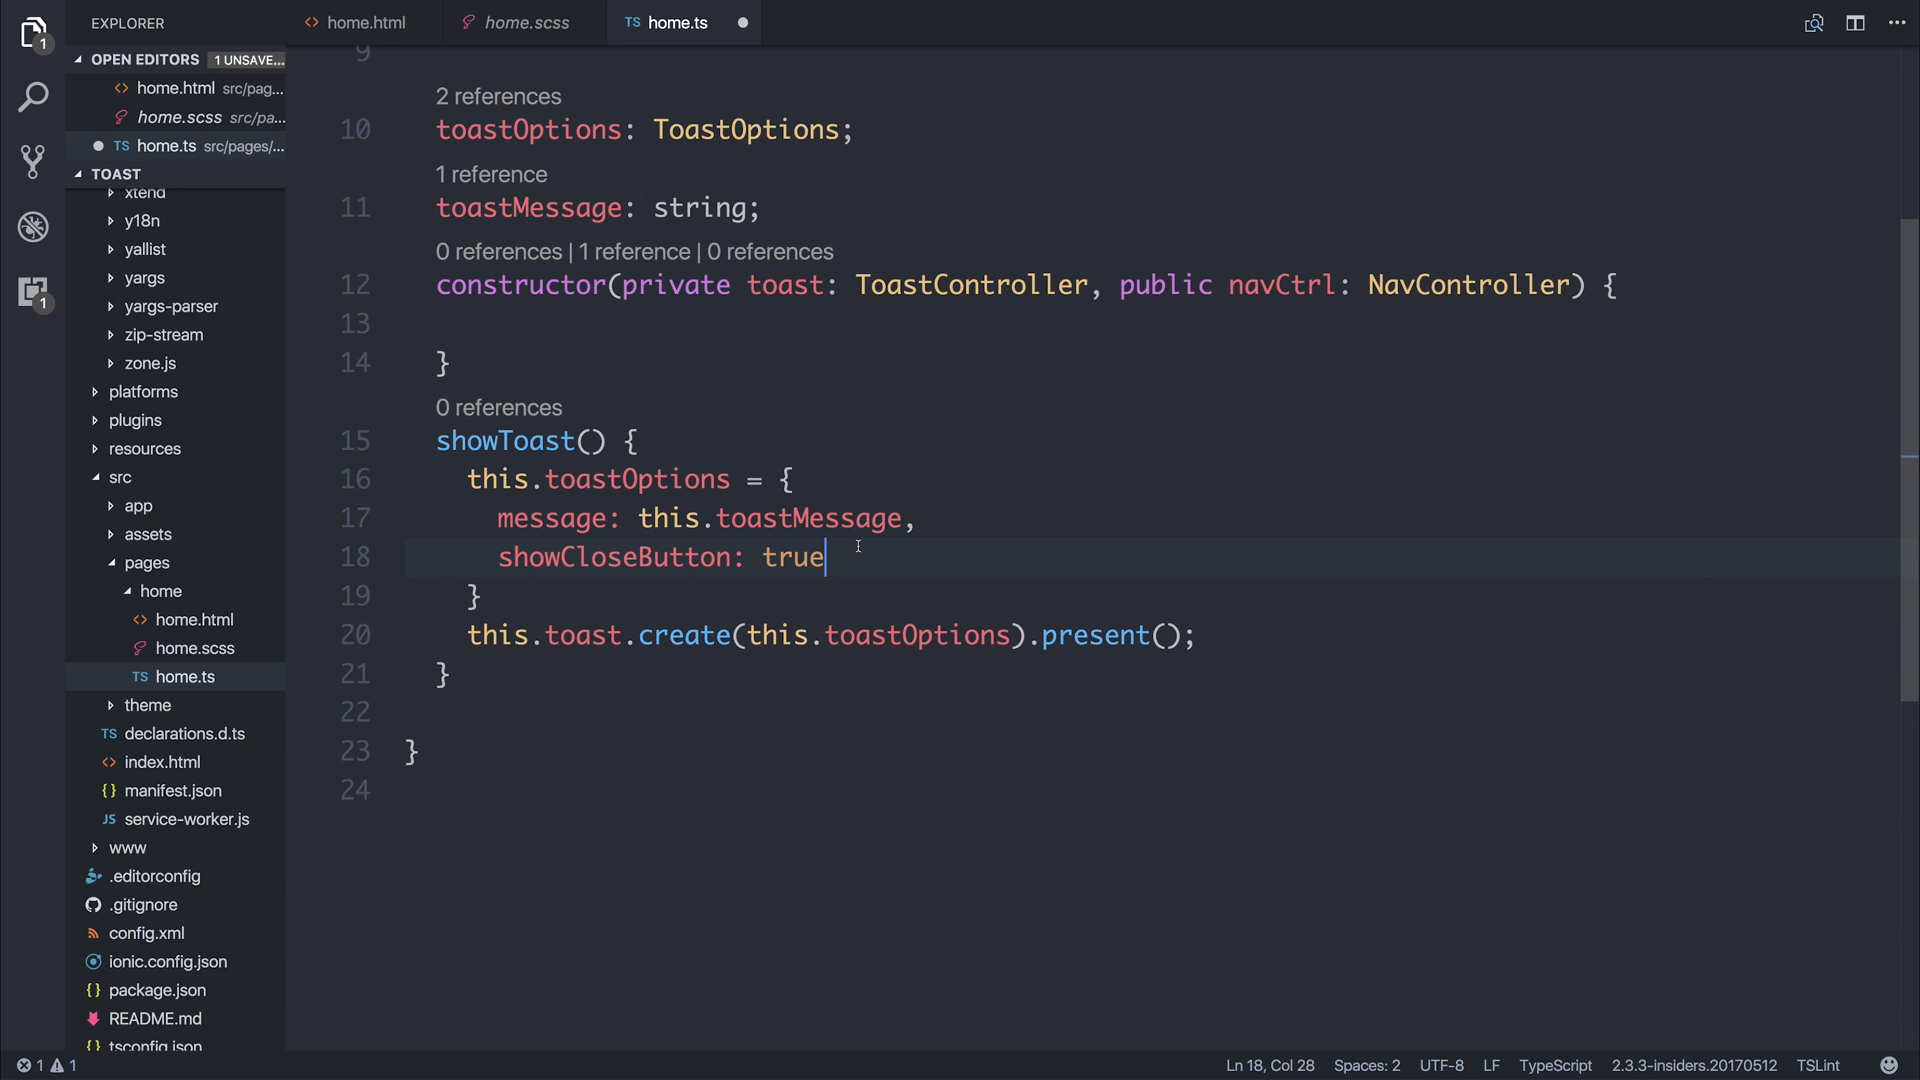 EXPLORER
OPEN EDITORS 1 UNSAVE...
home.html src/pag...
home.scss src/pa...
TS home.ts src/pages/...
TOAST
xtend
y18n
yallist
yargs
yargs-parser
zip-stream
zone.js
platforms
plugins
resources
src
app
assets
pages
home
home.html
home.scss
TS home.ts
theme
TS declarations.d.ts
index.html
{} manifest.json
JS service-worker.js
www
.editorconfig
.gitignore
config.xml
ionic.config.json
{} package.json
README.md
{} tsconfig.json
1
1
home.html
home.scss
TS home.ts
9
2 references
10 toastOptions: ToastOptions;
1 reference
11 toastMessage: string;
0 references | 1 reference | 0 references
12 constructor(private toast: ToastController, public navCtrl: NavController) {
13
14 }
0 references
15 showToast() {
16 this.toastOptions = {
17 message: this.toastMessage,
18 showCloseButton: true
19 }
20 this.toast.create(this.toastOptions).present();
21 }
22
23 }
24
1 1
Ln 18, Col 28 Spaces: 2 UTF-8 LF TypeScript 2.3.3-insiders.20170512 TSLint